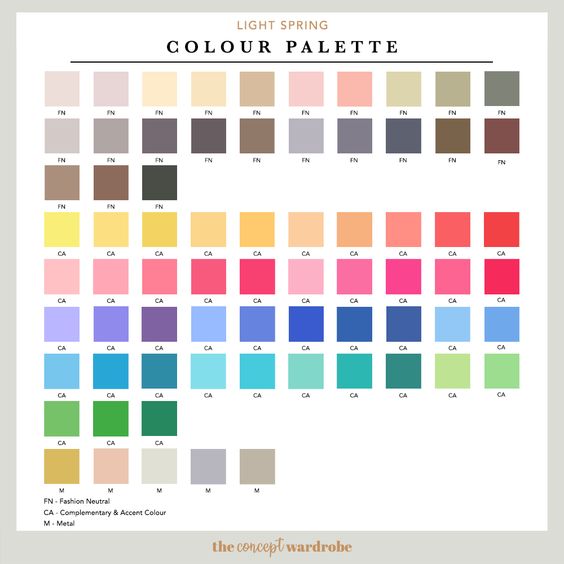 LIGHT SPRING
COLOUR PALETTE
FN FN FN FN FN FN FN FN FN FN
FN FN FN FN FN FN FN FN FN FN
FN FN FN
CA CA CA CA CA CA CA CA CA CA
CA CA CA CA CA CA CA CA CA CA
CA CA CA CA CA CA CA CA CA CA
CA CA CA CA CA CA CA CA CA CA
CA CA CA
M M M M M
FN - Fashion Neutral
CA - Complementary & Accent Colour
M - Metal
the concept wardrobe